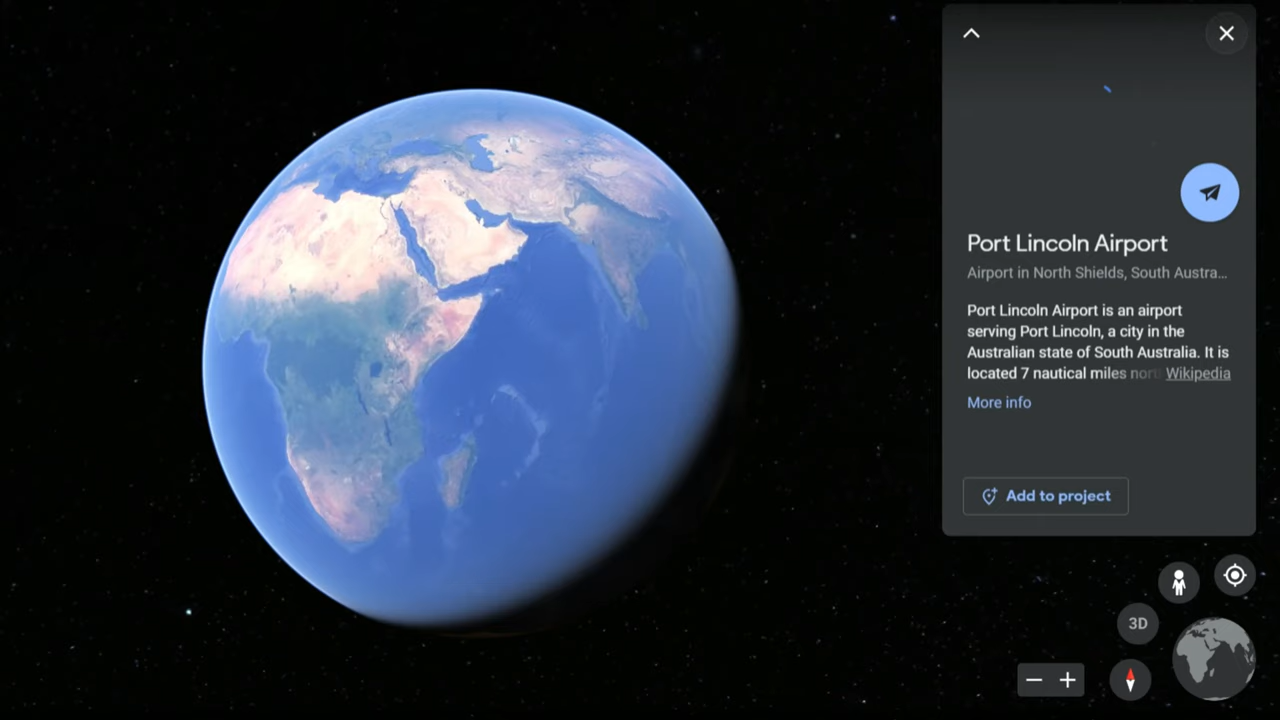 Port Lincoln Airport
Airport in North Shields, South Austra...
Port Lincoln Airport is an airport
serving Port Lincoln, a city in the
Australian state of South Australia. It is
located 7 nautical miles nort Wikipedia
More info
Add to project
3D